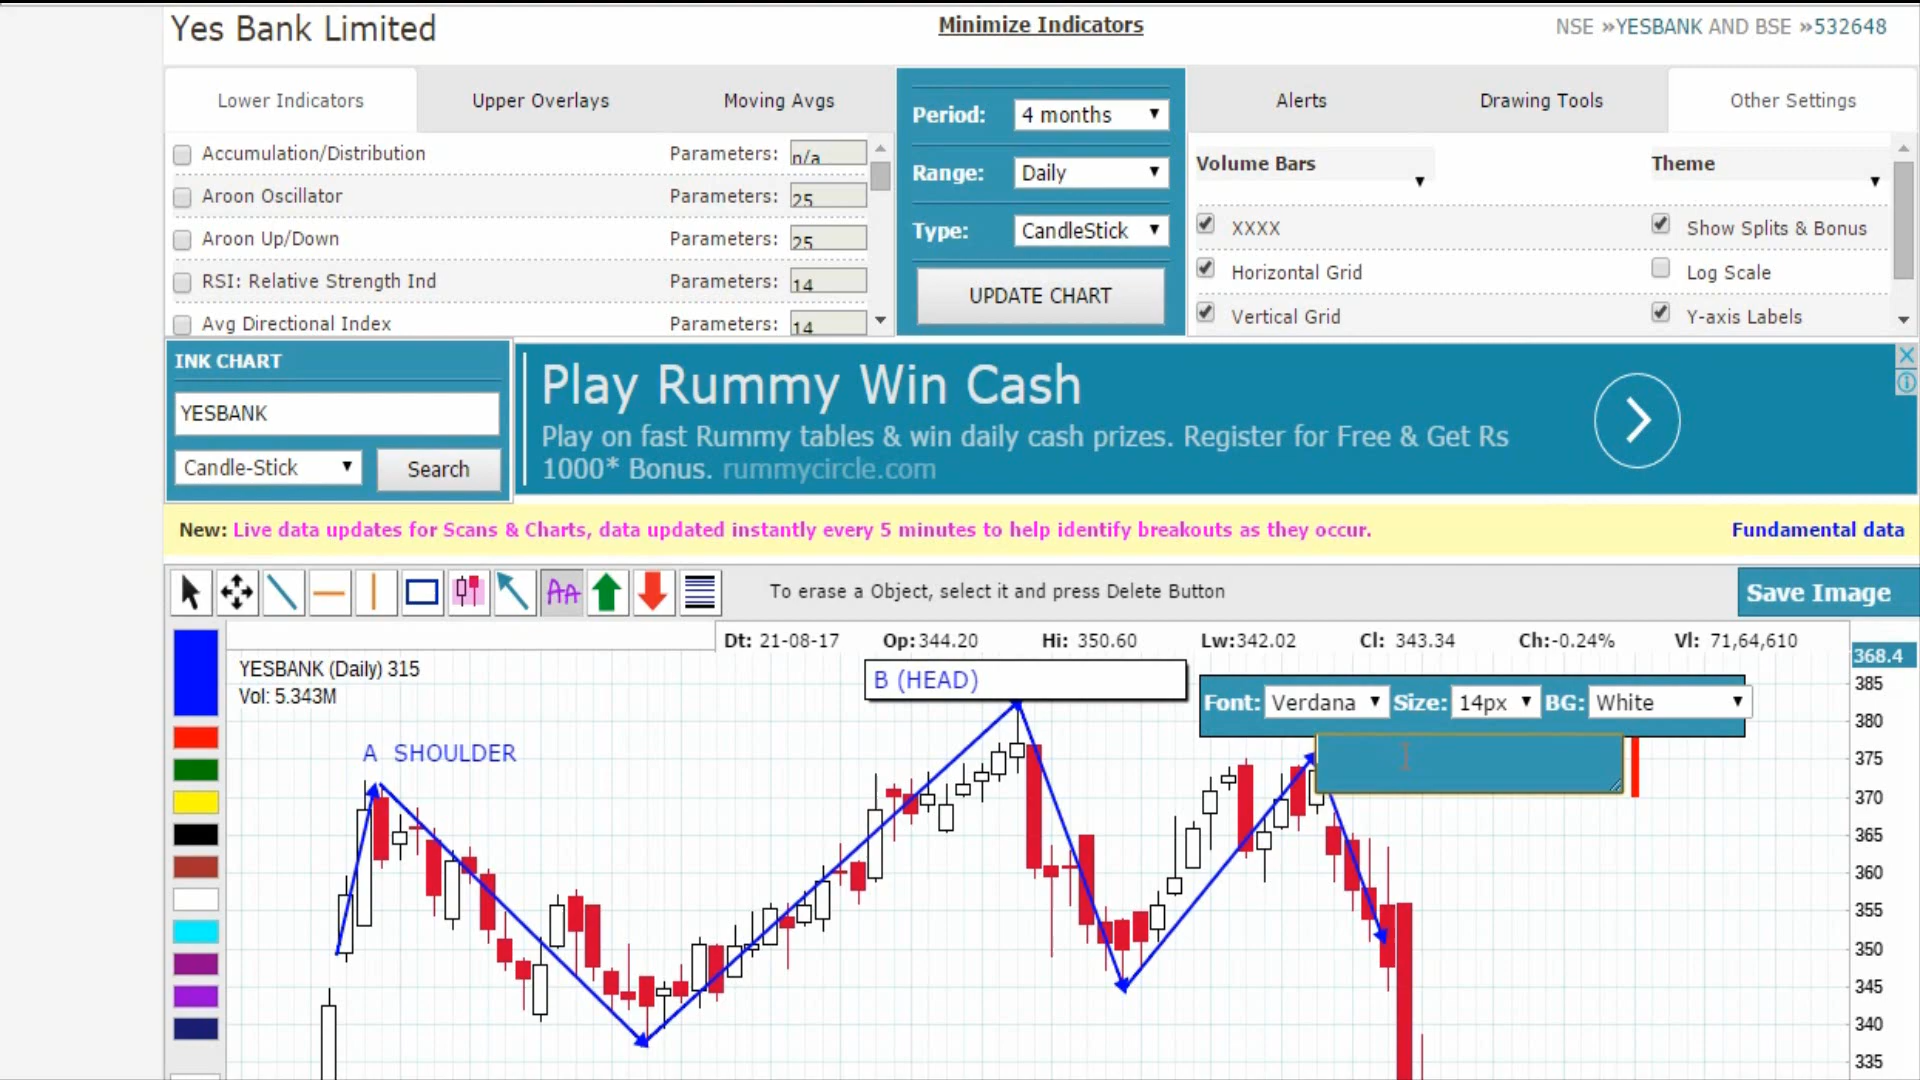 Yes Bank Limited
Minimize Indicators
NSE »YESBANK AND BSE »532648
Lower Indicators
Upper Overlays
Moving Avgs
Alerts
Drawing Tools
Other Settings
Accumulation/Distribution Parameters: n/a
Aroon Oscillator Parameters: 25
Aroon Up/Down Parameters: 25
RSI: Relative Strength Ind Parameters: 14
Avg Directional Index Parameters: 14
Period: 4 months
Range: Daily
Type: CandleStick
UPDATE CHART
Volume Bars
Theme
XXXX
Show Splits & Bonus
Horizontal Grid
Log Scale
Vertical Grid
Y-axis Labels
INK CHART
YESBANK
Candle-Stick
Search
Play Rummy Win Cash
Play on fast Rummy tables & win daily cash prizes. Register for Free & Get Rs
1000* Bonus. rummycircle.com
New: Live data updates for Scans & Charts, data updated instantly every 5 minutes to help identify breakouts as they occur.
Fundamental data
AA
To erase a Object, select it and press Delete Button
Save Image
Dt: 21-08-17 Op:344.20 Hi: 350.60 Lw:342.02 Cl: 343.34 Ch:-0.24% Vl: 71,64,610
368.4
YESBANK (Daily) 315
Vol: 5.343M
B (HEAD)
Font: Verdana Size: 14px BG: White
A SHOULDER
385
380
375
370
365
360
355
350
345
340
335